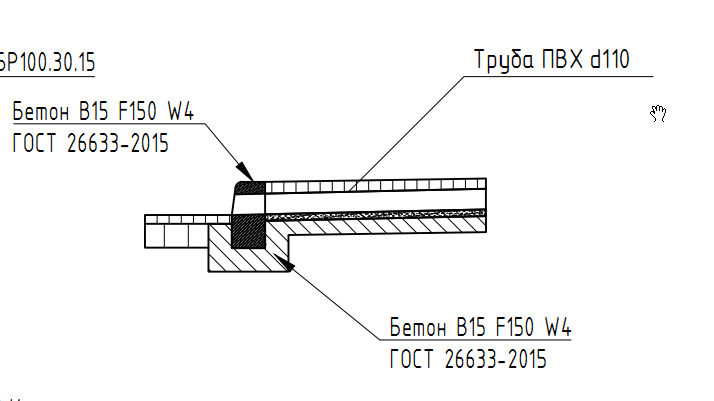 БР100.30.15
Труба ПВХ d110
Бетон В15 F150 W4
ГОСТ 26633-2015
Бетон В15 F150 W4
ГОСТ 26633-2015